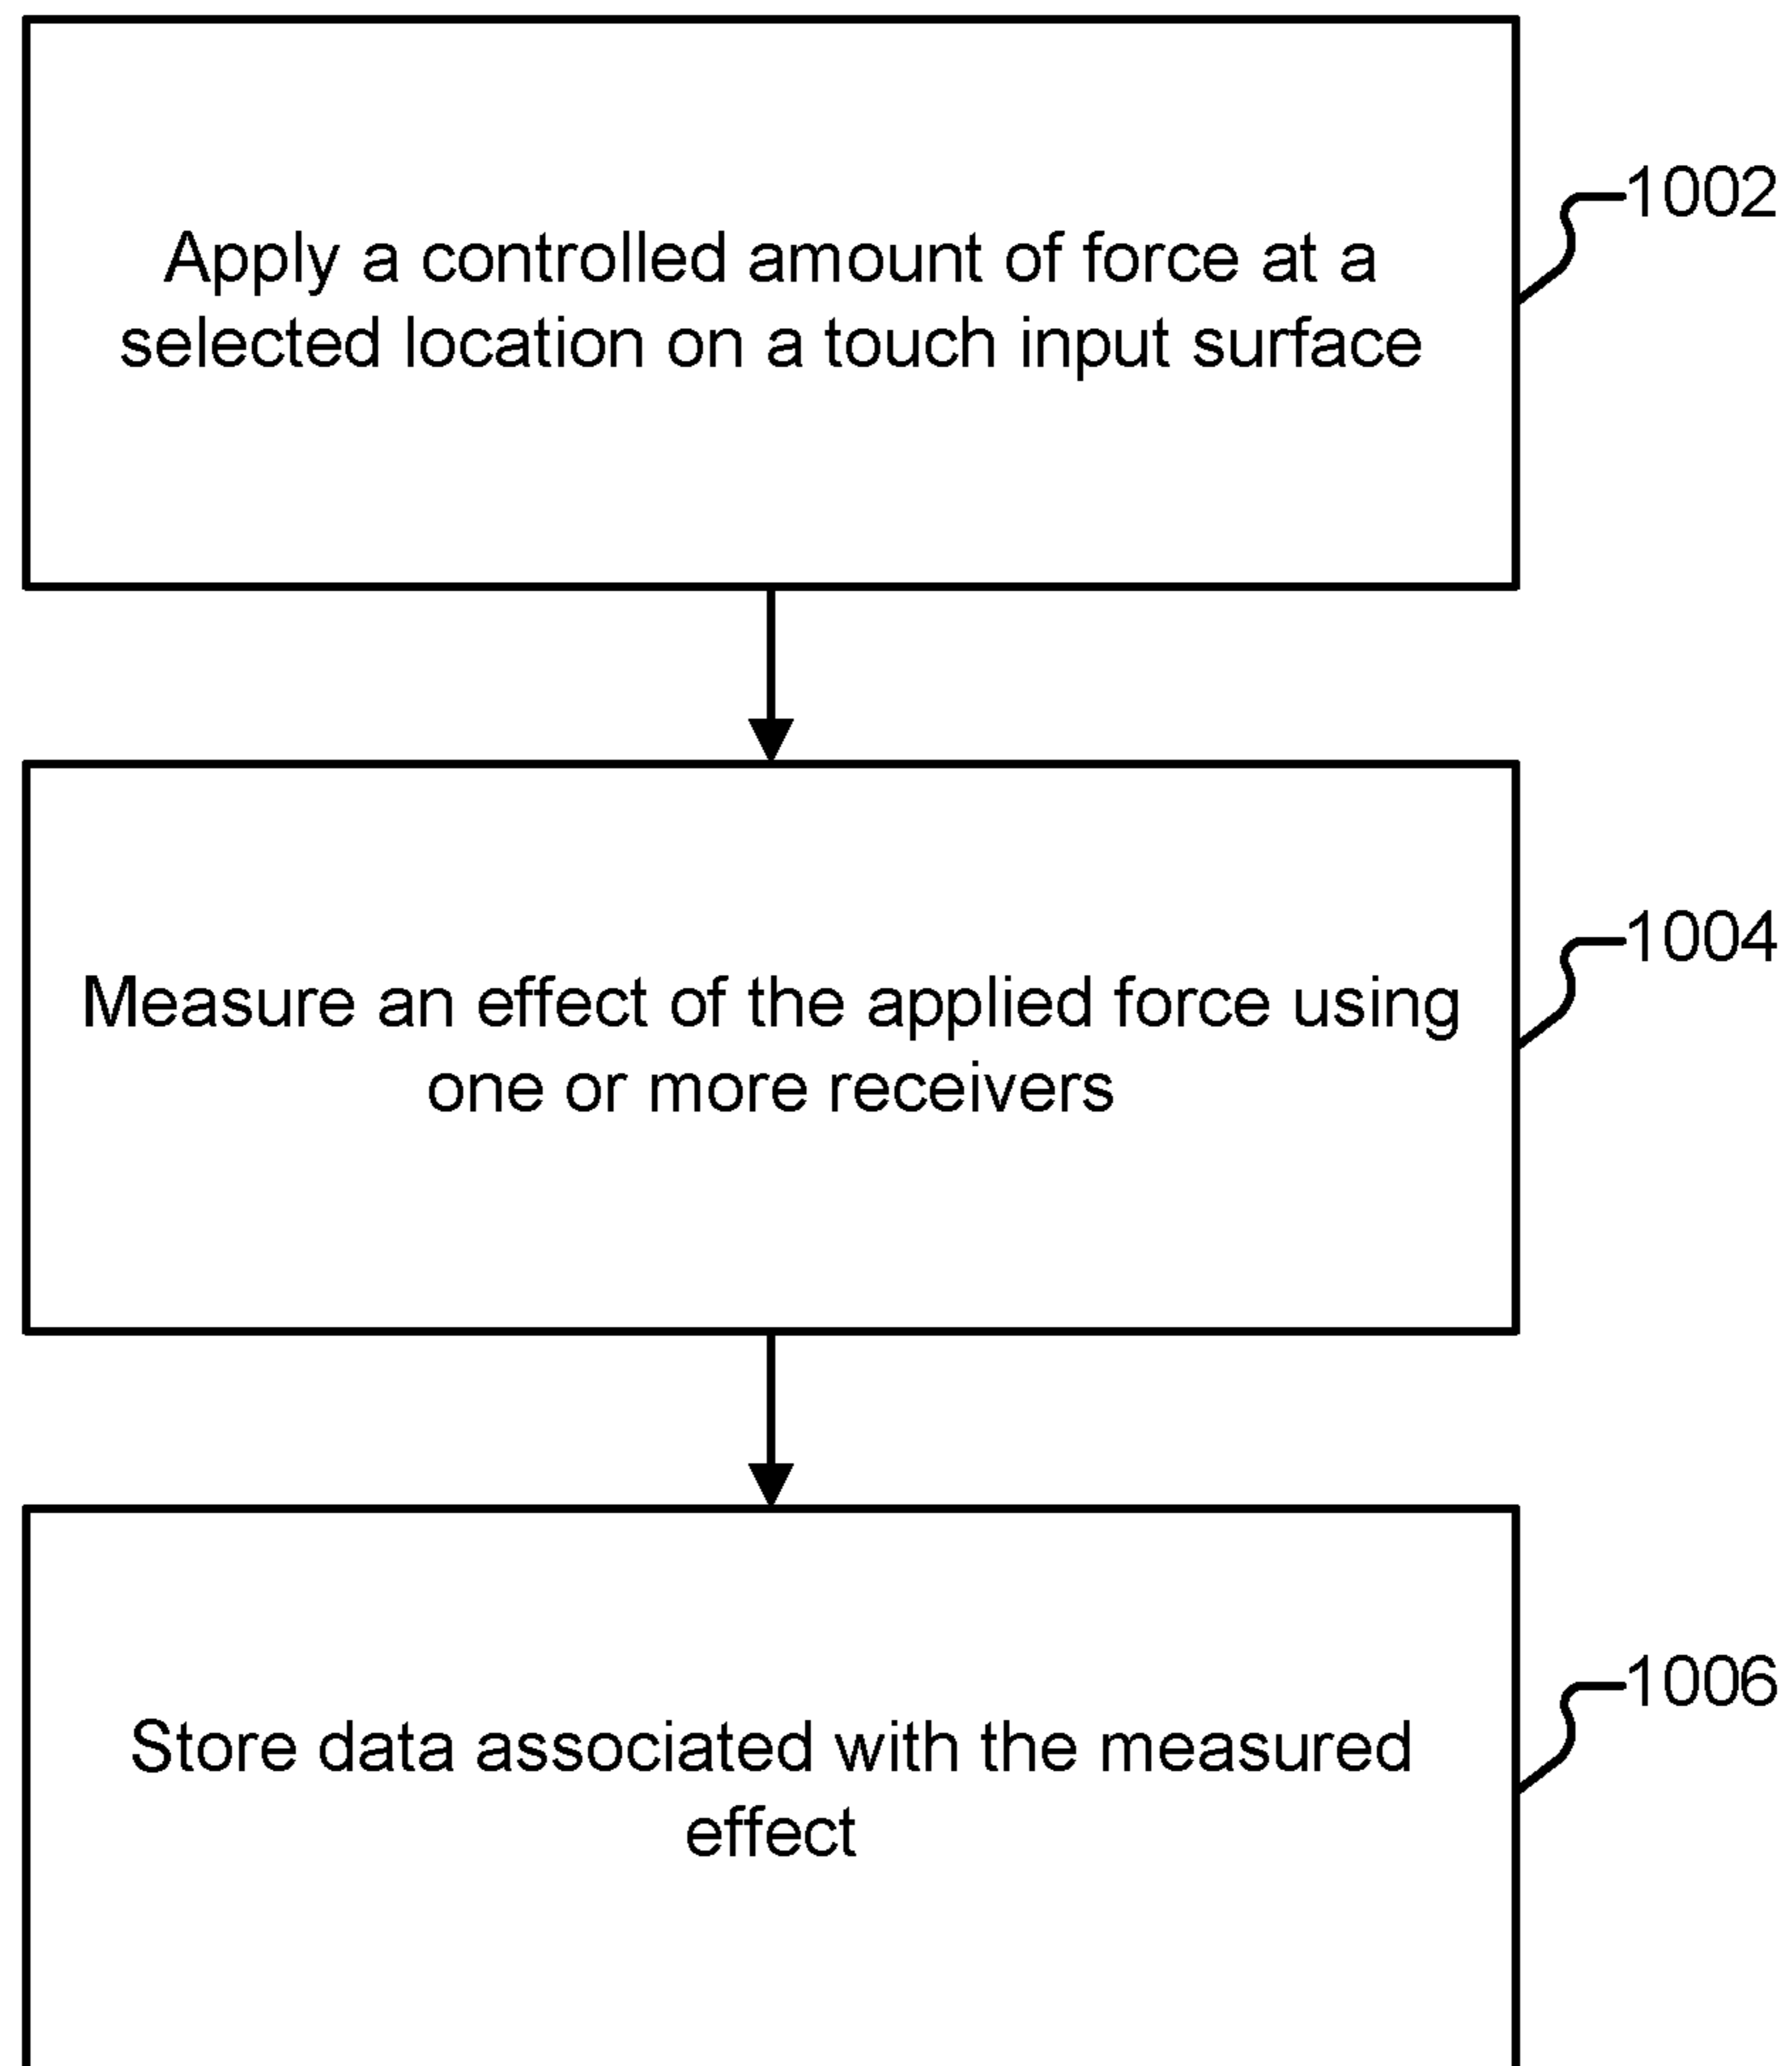 Apply a controlled amount of force at a
selected location on a touch input surface
1002
Measure an effect of the applied force using
one or more receivers
1004
Store data associated with the measured
effect
1006